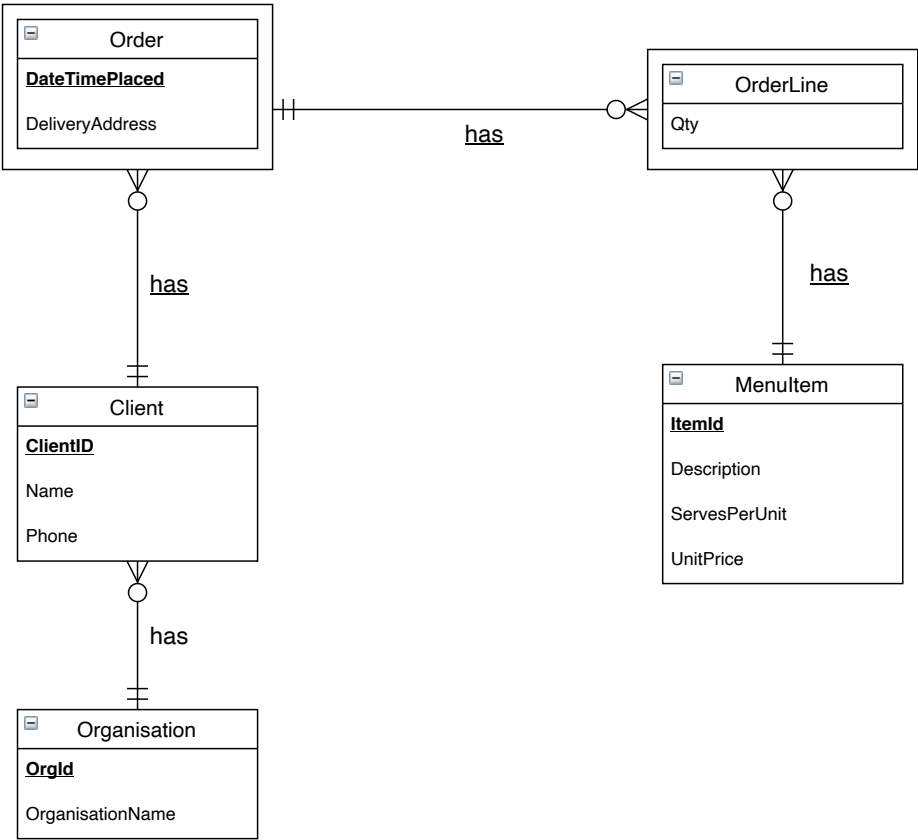 Order
DateTimePlaced
DeliveryAddress
has
OrderLine
Qty
has
has
Client
ClientID
Name
Phone
MenuItem
ItemId
Description
ServesPerUnit
UnitPrice
has
Organisation
OrgId
OrganisationName